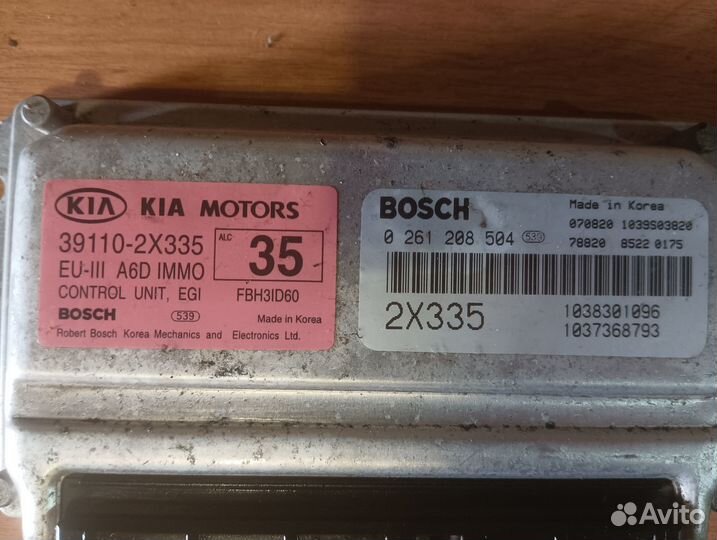 KIA KIA MOTORS
39110-2X335
ALC
35
EU-III A6D IMMO
CONTROL UNIT, EGI
FBH3ID60
BOSCH 539 Made in Korea
Robert Bosch Korea Mechanics and Electronics Ltd.
BOSCH
Made in Korea
0 261 208 504 539
070820 1039S03820
78820 8522 0175
2X335
1038301096
1037368793
Avito